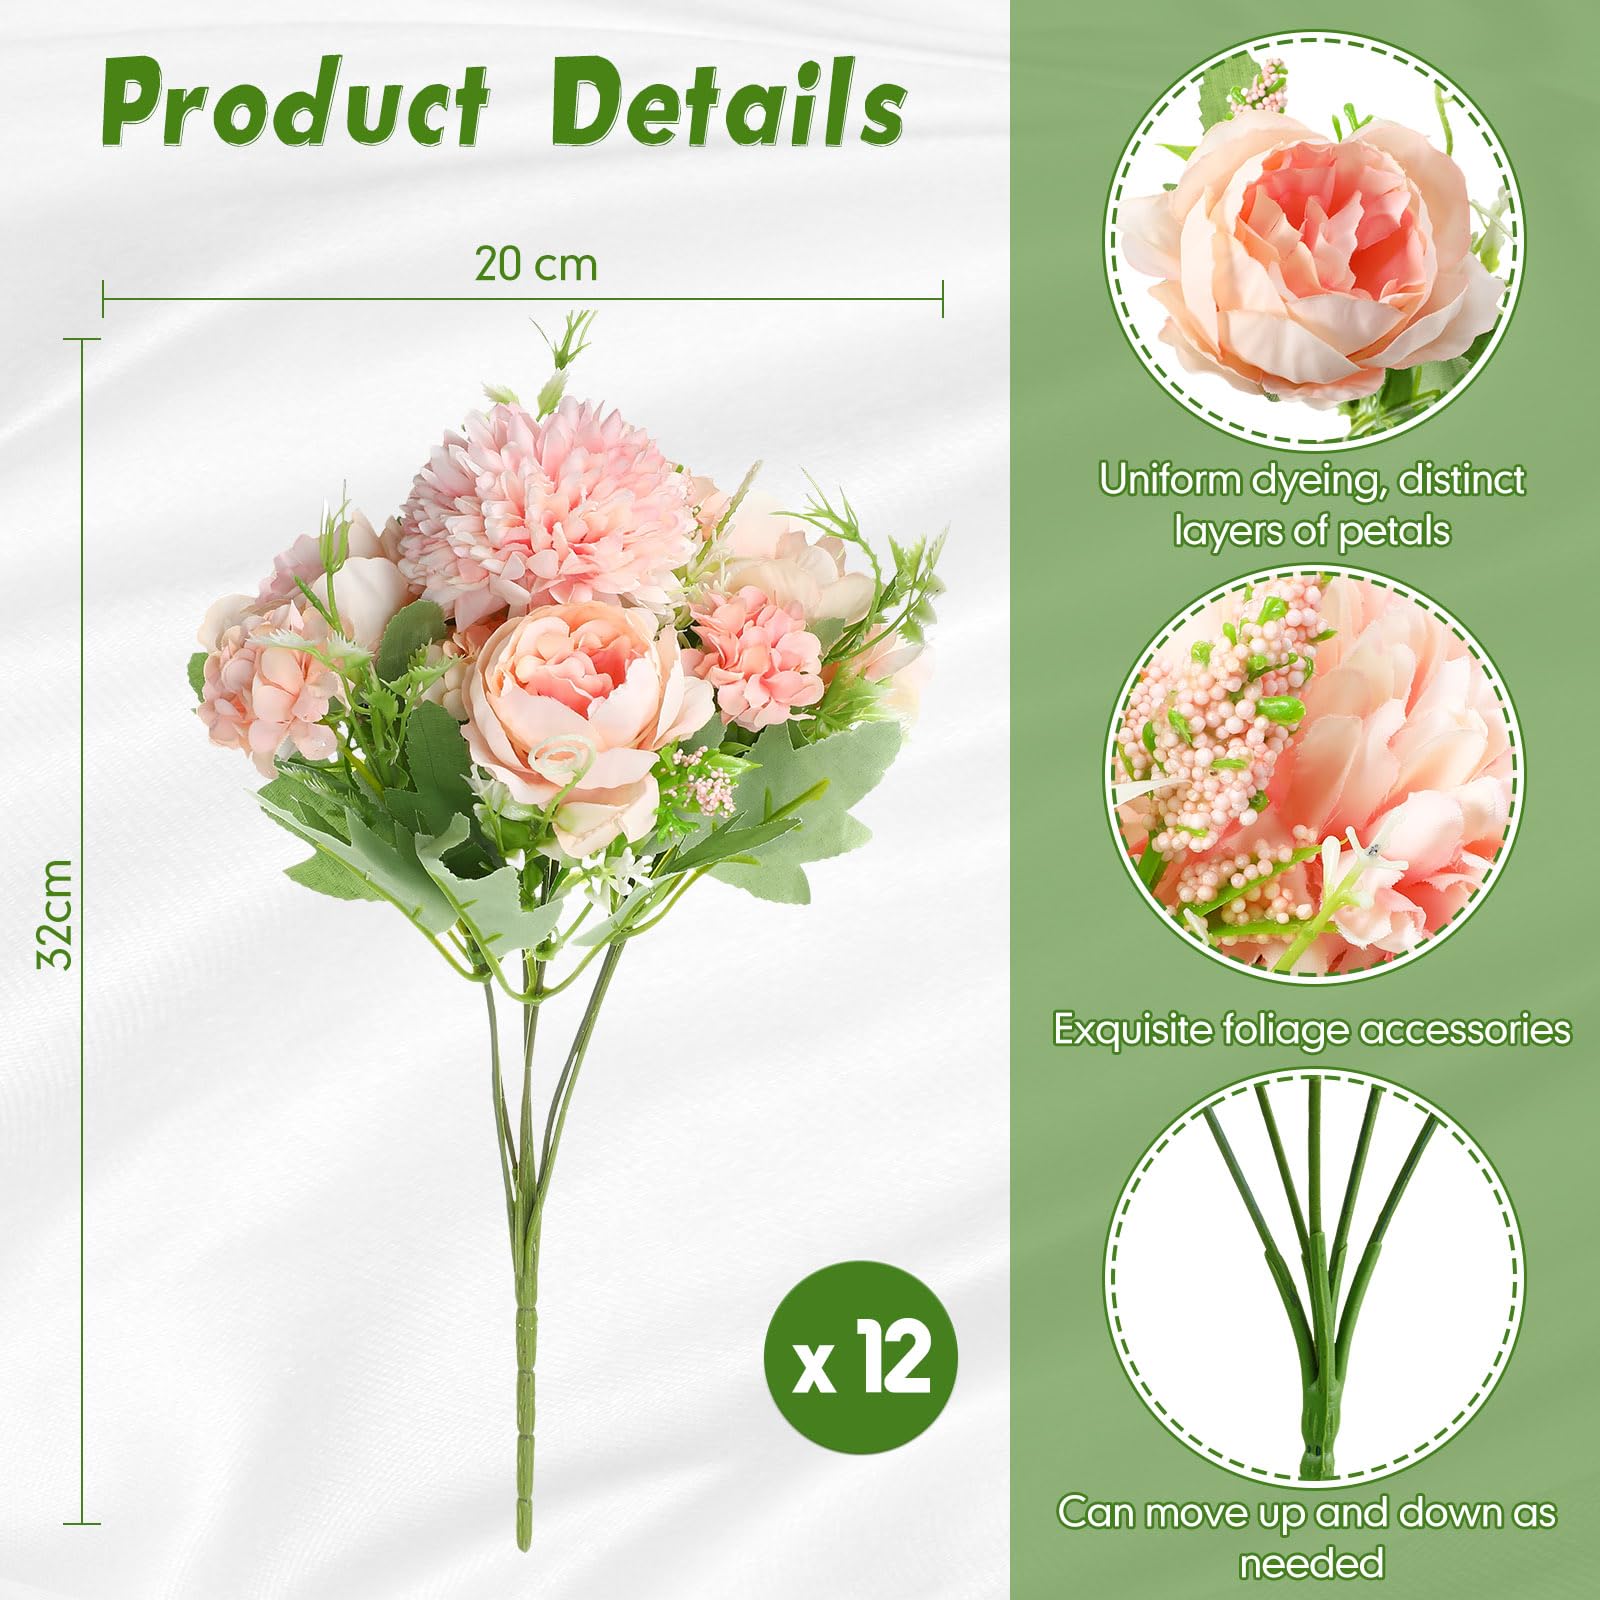 Product Details
20 cm
32cm
x 12
Uniform dyeing, distinct
layers of petals
Exquisite foliage accessories
Can move up and down as
needed